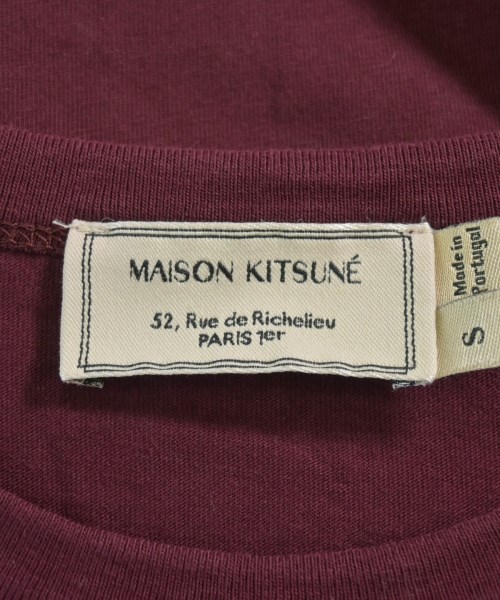 MAISON KITSUNÉ
52, Rue de Richelieu
PARIS 1er
Made in
Portugal
S